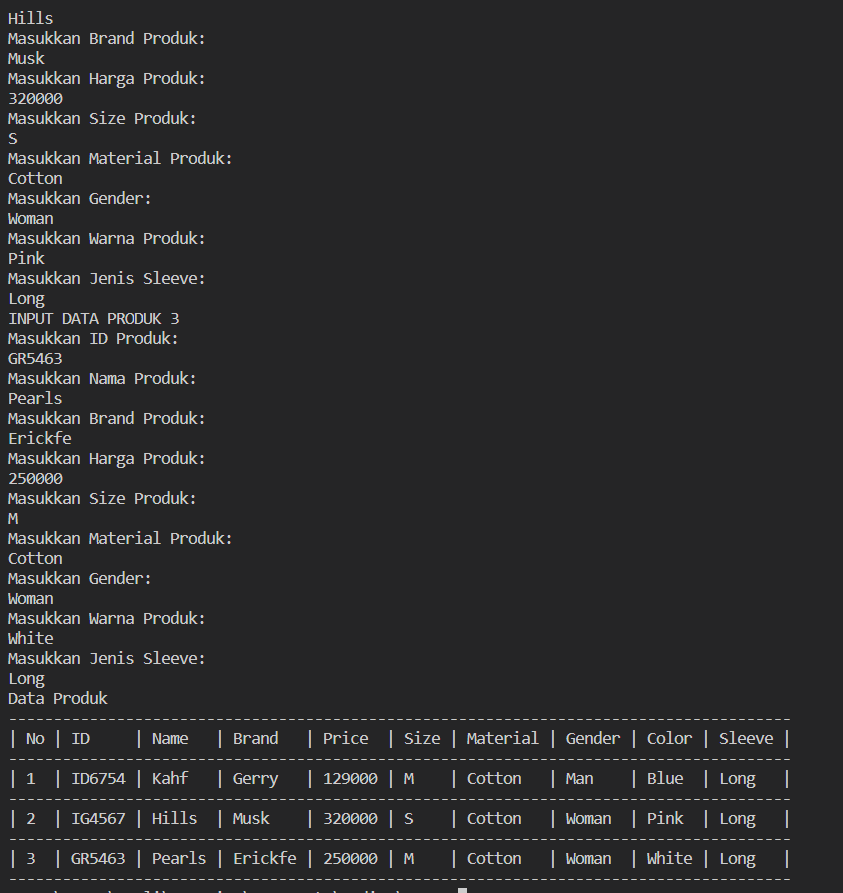 Hills
Masukkan Brand Produk:
Musk
Masukkan Harga Produk:
320000
Masukkan Size Produk:
S
Masukkan Material Produk:
Cotton
Masukkan Gender:
Woman
Masukkan Warna Produk:
Pink
Masukkan Jenis Sleeve:
Long
INPUT DATA PRODUK 3
Masukkan ID Produk:
GR5463
Masukkan Nama Produk:
Pearls
Masukkan Brand Produk:
Erickfe
Masukkan Harga Produk:
250000
Masukkan Size Produk:
M
Masukkan Material Produk:
Cotton
Masukkan Gender:
Woman
Masukkan Warna Produk:
White
Masukkan Jenis Sleeve:
Long
Data Produk
---------------------------------------------------------------------------------------
| No | ID     | Name   | Brand   | Price  | Size | Material | Gender | Color | Sleeve |
---------------------------------------------------------------------------------------
| 1  | ID6754 | Kahf   | Gerry   | 129000 | M    | Cotton   | Man    | Blue  | Long   |
---------------------------------------------------------------------------------------
| 2  | IG4567 | Hills  | Musk    | 320000 | S    | Cotton   | Woman  | Pink  | Long   |
---------------------------------------------------------------------------------------
| 3  | GR5463 | Pearls | Erickfe | 250000 | M    | Cotton   | Woman  | White | Long   |
---------------------------------------------------------------------------------------